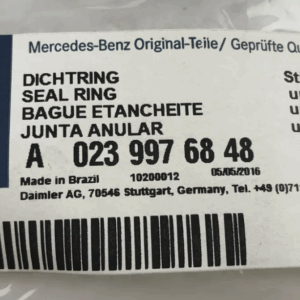 Mercedes-Benz Original-Teile/ Geprüfte
DICHTRING
SEAL RING
BAGUE ETANCHEITE
JUNTA ANULAR
A 023 997 68 48
Made in Brazil 10200012 05/05/2016
Daimler AG, 70546 Stuttgart, Germany, Tel. +49 (0)71